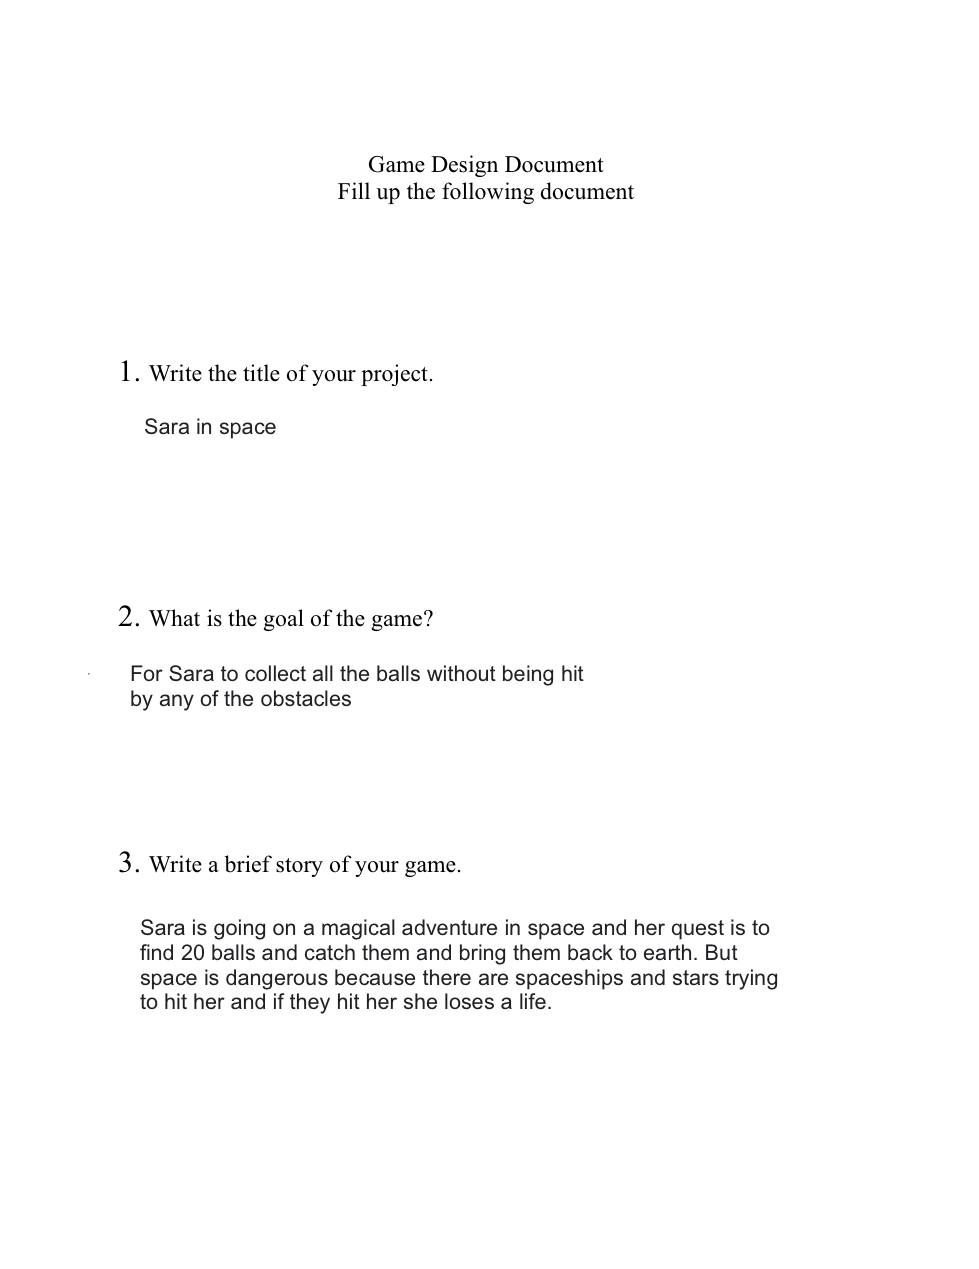 Game Design Document
Fill up the following document
1. Write the title of your project.
Sara in space
2. What is the goal of the game?
For Sara to collect all the balls without being hit
by any of the obstacles
3. Write a brief story of your game.
Sara is going on a magical adventure in space and her quest is to
find 20 balls and catch them and bring them back to earth. But
space is dangerous because there are spaceships and stars trying
to hit her and if they hit her she loses a life.